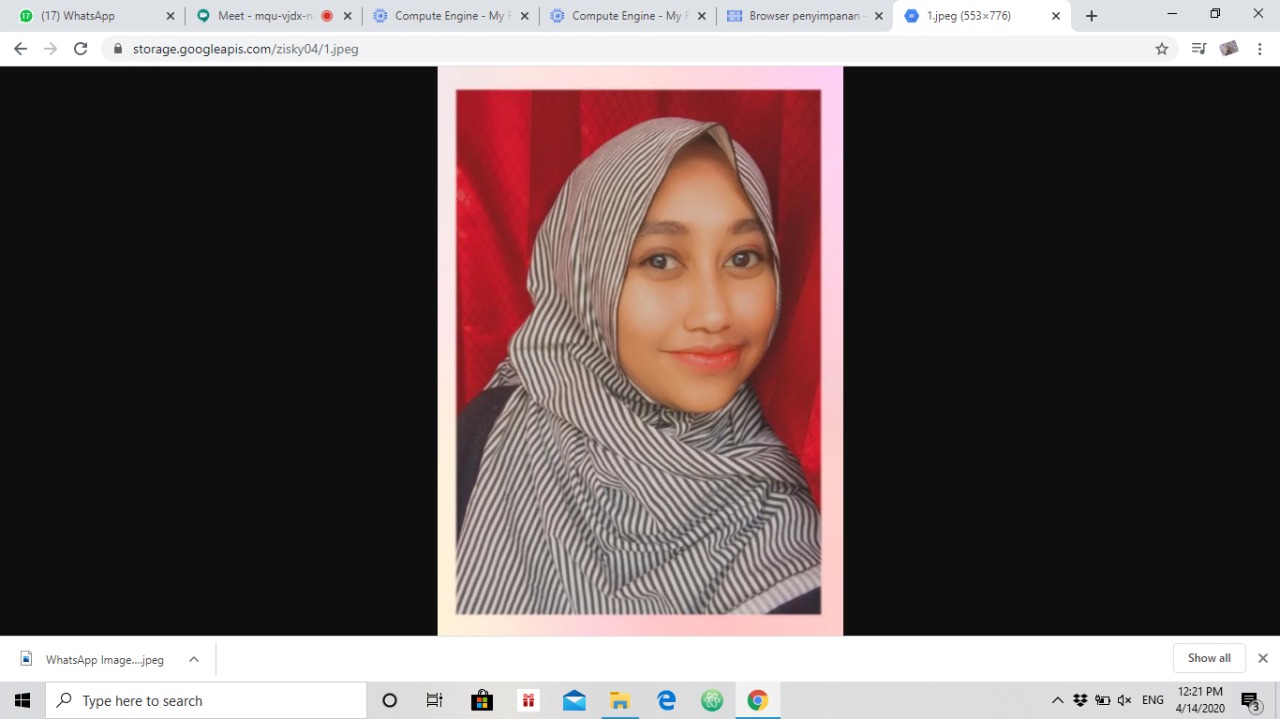 (17) WhatsApp
Meet - mqu-vjdx-n
Compute Engine - My F
Compute Engine - My F
Browser penyimpanan -
1.jpeg (553×776)
storage.googleapis.com/zisky04/1.jpeg
WhatsApp Image....jpeg
Show all
Type here to search
ENG
12:21 PM
4/14/2020
3